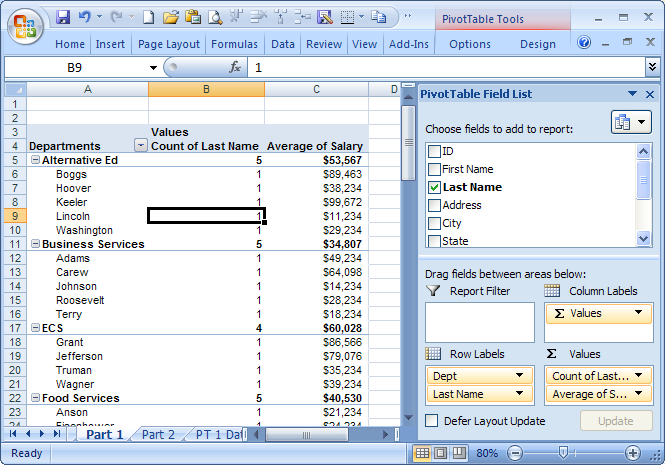 PivotTable Tools
Home Insert Page Layout Formulas Data Review View Add-Ins Options Design
B9 fx 1
A B C D
1
2
3 Values
4 Departments Count of Last Name Average of Salary
5 Alternative Ed 5 $53,567
6 Boggs 1 $89,463
7 Hoover 1 $38,234
8 Keeler 1 $99,672
9 Lincoln 1 $11,234
10 Washington 1 $29,234
11 Business Services 5 $34,807
12 Adams 1 $49,234
13 Carew 1 $64,098
14 Johnson 1 $14,234
15 Roosevelt 1 $28,234
16 Terry 1 $18,234
17 ECS 4 $60,028
18 Grant 1 $86,566
19 Jefferson 1 $79,076
20 Truman 1 $35,234
21 Wagner 1 $39,234
22 Food Services 5 $40,530
23 Anson 1 $21,234
24 Eisenhower 1 $24,234
Part 1 Part 2 PT 1 Dat
Ready
80%
PivotTable Field List
Choose fields to add to report:
ID
First Name
Last Name
Address
City
State
Drag fields between areas below:
Report Filter Column Labels
Σ Values
Row Labels Σ Values
Dept Count of Last...
Last Name Average of S...
Defer Layout Update Update